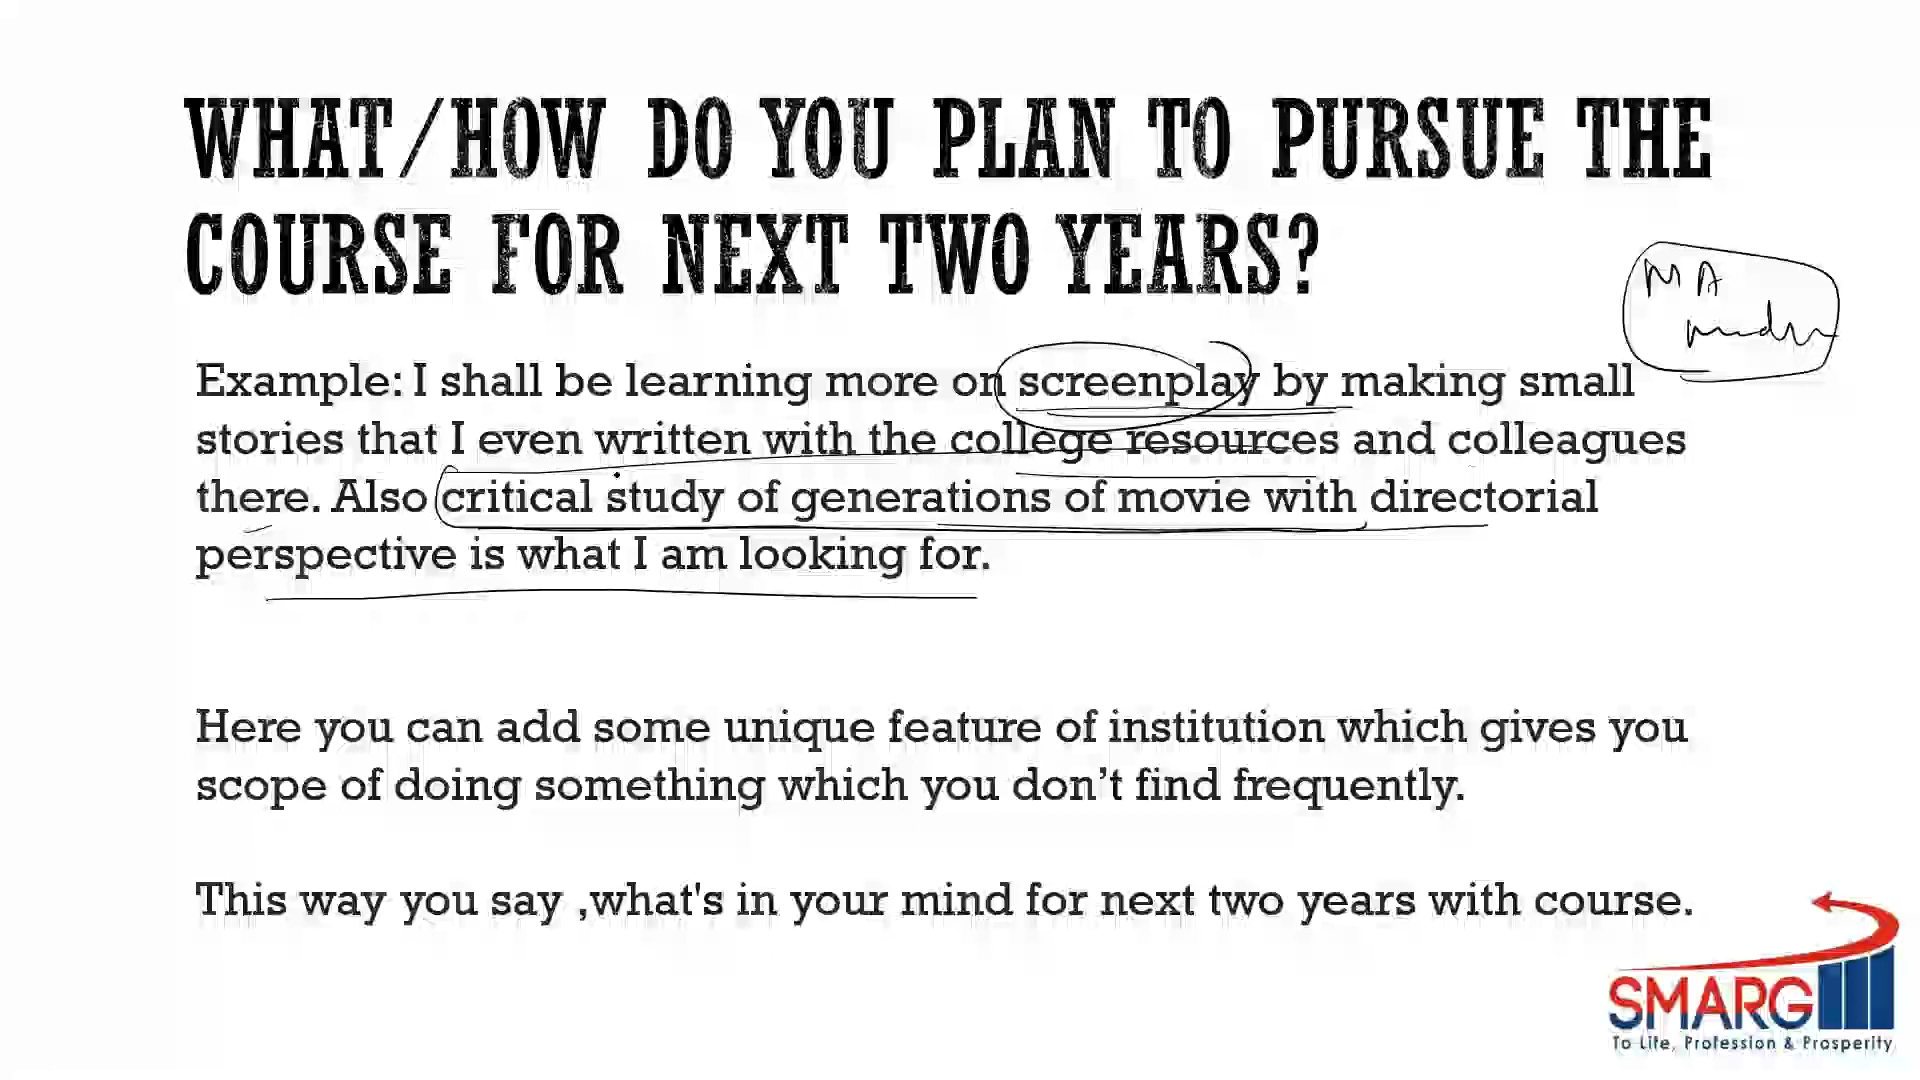 WHAT/HOW DO YOU PLAN TO PURSUE THE
COURSE FOR NEXT TWO YEARS?
MA
Example: I shall be learning more on screenplay by making small
stories that I even written with the college resources and colleagues
there. Also critical study of generations of movie with directorial
perspective is what I am looking for.
Here you can add some unique feature of institution which gives you
scope of doing something which you don’t find frequently.
This way you say ,what's in your mind for next two years with course.
SMARG
To Life, Profession & Prosperity